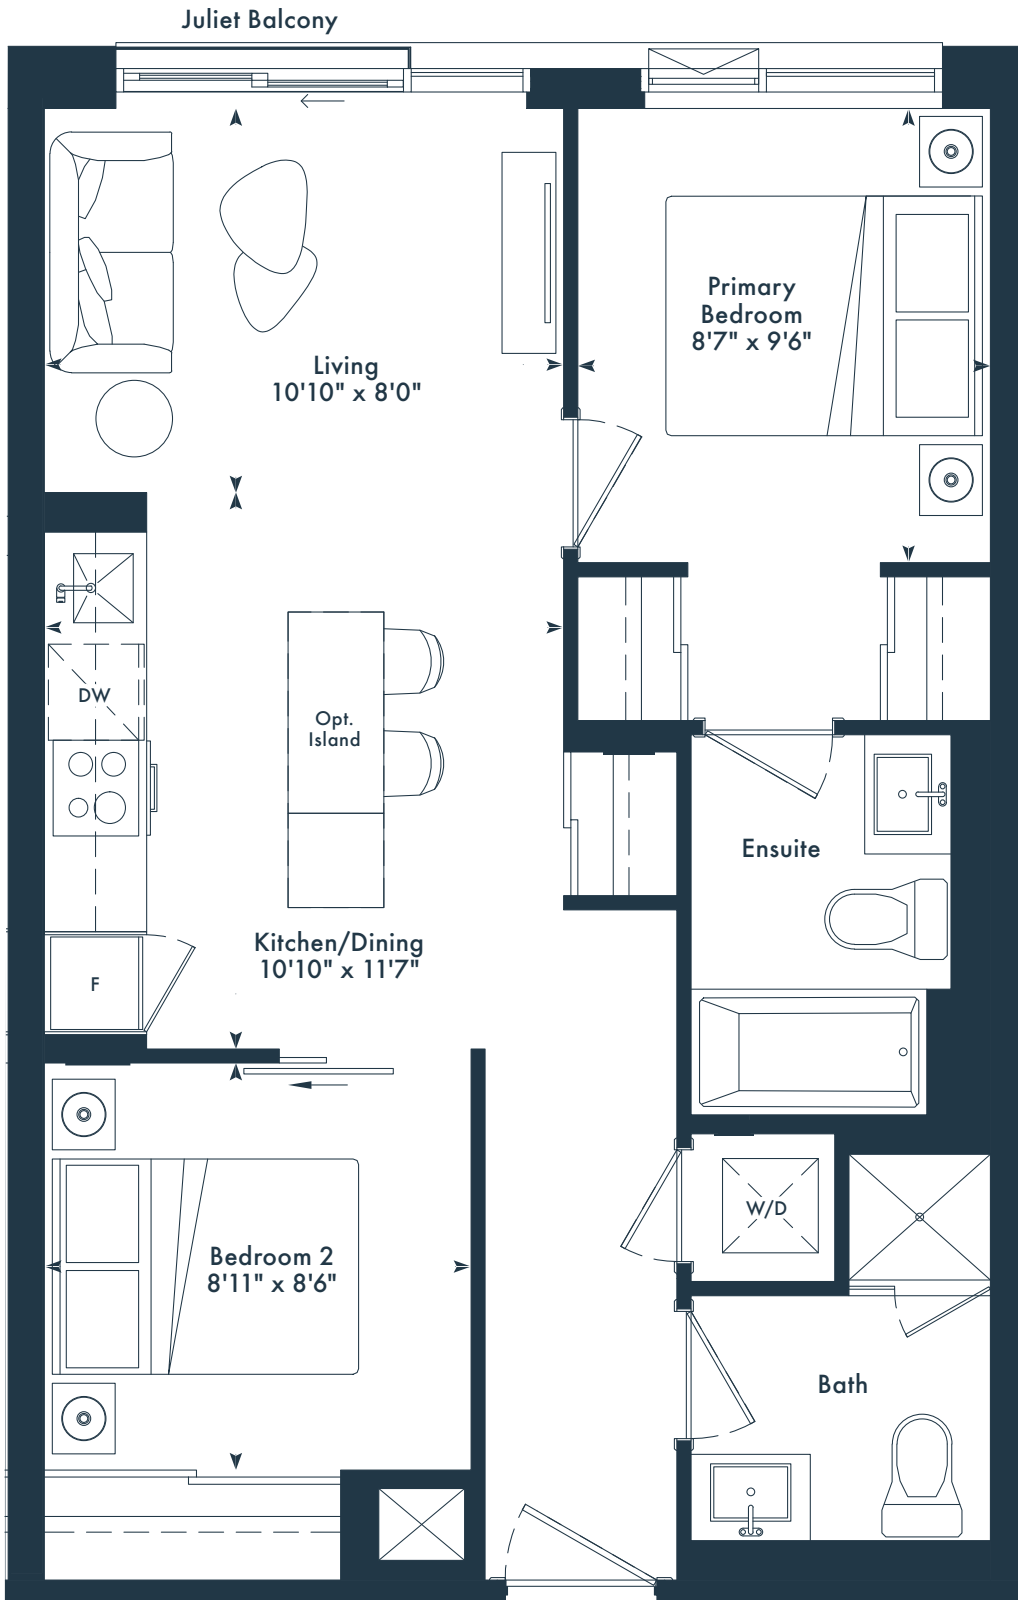 Juliet Balcony
Primary
Bedroom
8'7" x 9'6"
Living
10'10" x 8'0"
DW
Opt.
Island
Ensuite
Kitchen/Dining
10'10" x 11'7"
F
W/D
Bedroom 2
8'11" x 8'6"
Bath